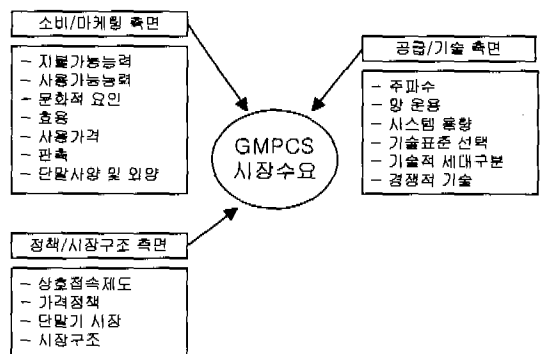 소비/마케팅 측면
– 지불가능능력
– 사용가능능력
– 문화적 요인
– 효용
– 사용가격
– 판촉
– 단말사양 및 외양
공급/기술 측면
– 주파수
– 망 운용
– 시스템 용량
– 기술표준 선택
– 기술적 세대구분
– 경쟁적 기술
GMPCS
시장수요
정책/시장구조 측면
– 상호접속제도
– 가격정책
– 단말기 시장
– 시장구조